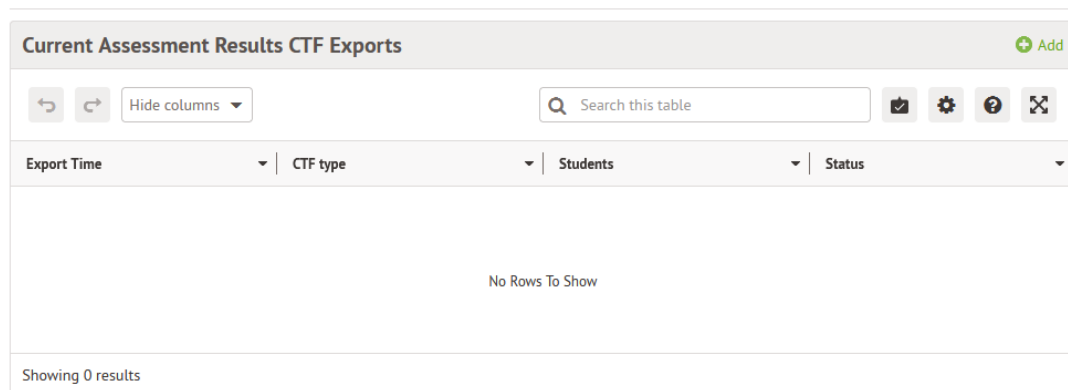 Current Assessment Results CTF Exports Add
Hide columns Search this table
Export Time CTF type Students Status
No Rows To Show
Showing 0 results